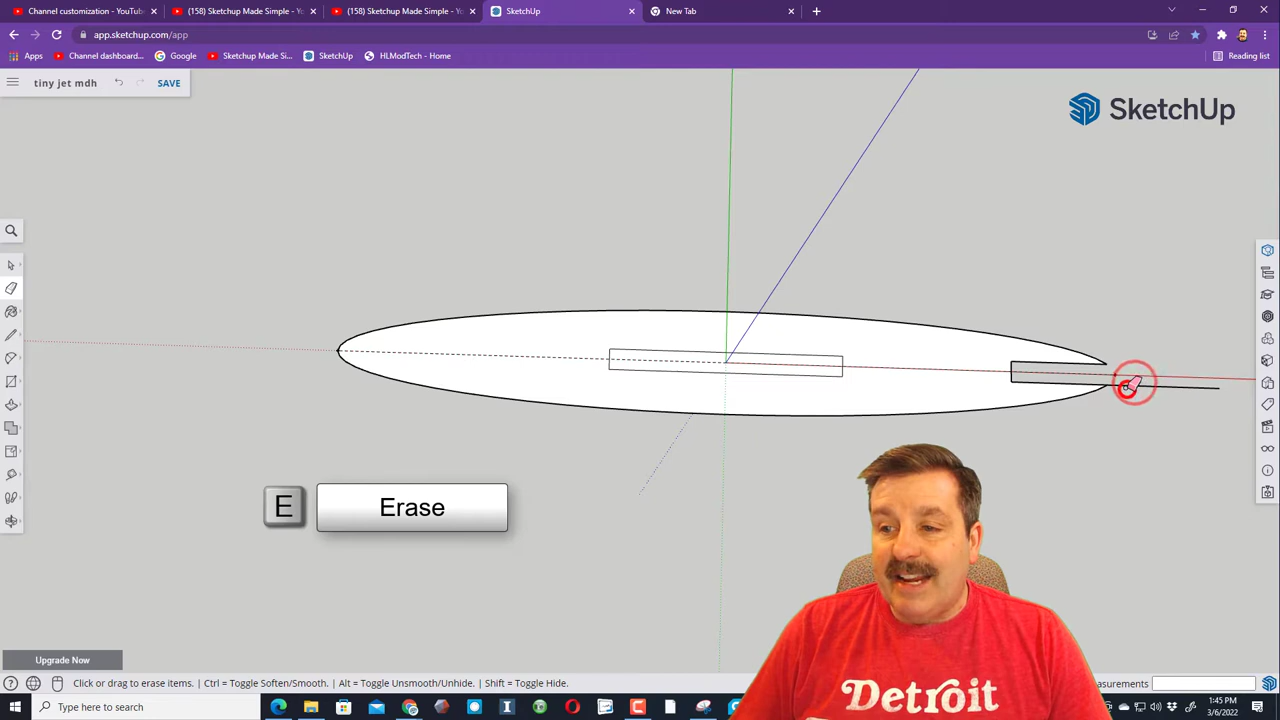 Channel customization - YouTu
(158) Sketchup Made Simple - Yo
(158) Sketchup Made Simple - Yo
SketchUp
New Tab
app.sketchup.com/app
Apps
Channel dashboard...
Google
Sketchup Made Si...
SketchUp
HLModTech - Home
Reading list
tiny jet mdh
SAVE
SketchUp
E
Erase
Detroit
Upgrade Now
Click or drag to erase items. | Ctrl = Toggle Soften/Smooth. | Alt = Toggle Unsmooth/Unhide. | Shift = Toggle Hide.
easurements
Type here to search
1:45 PM
3/6/2022